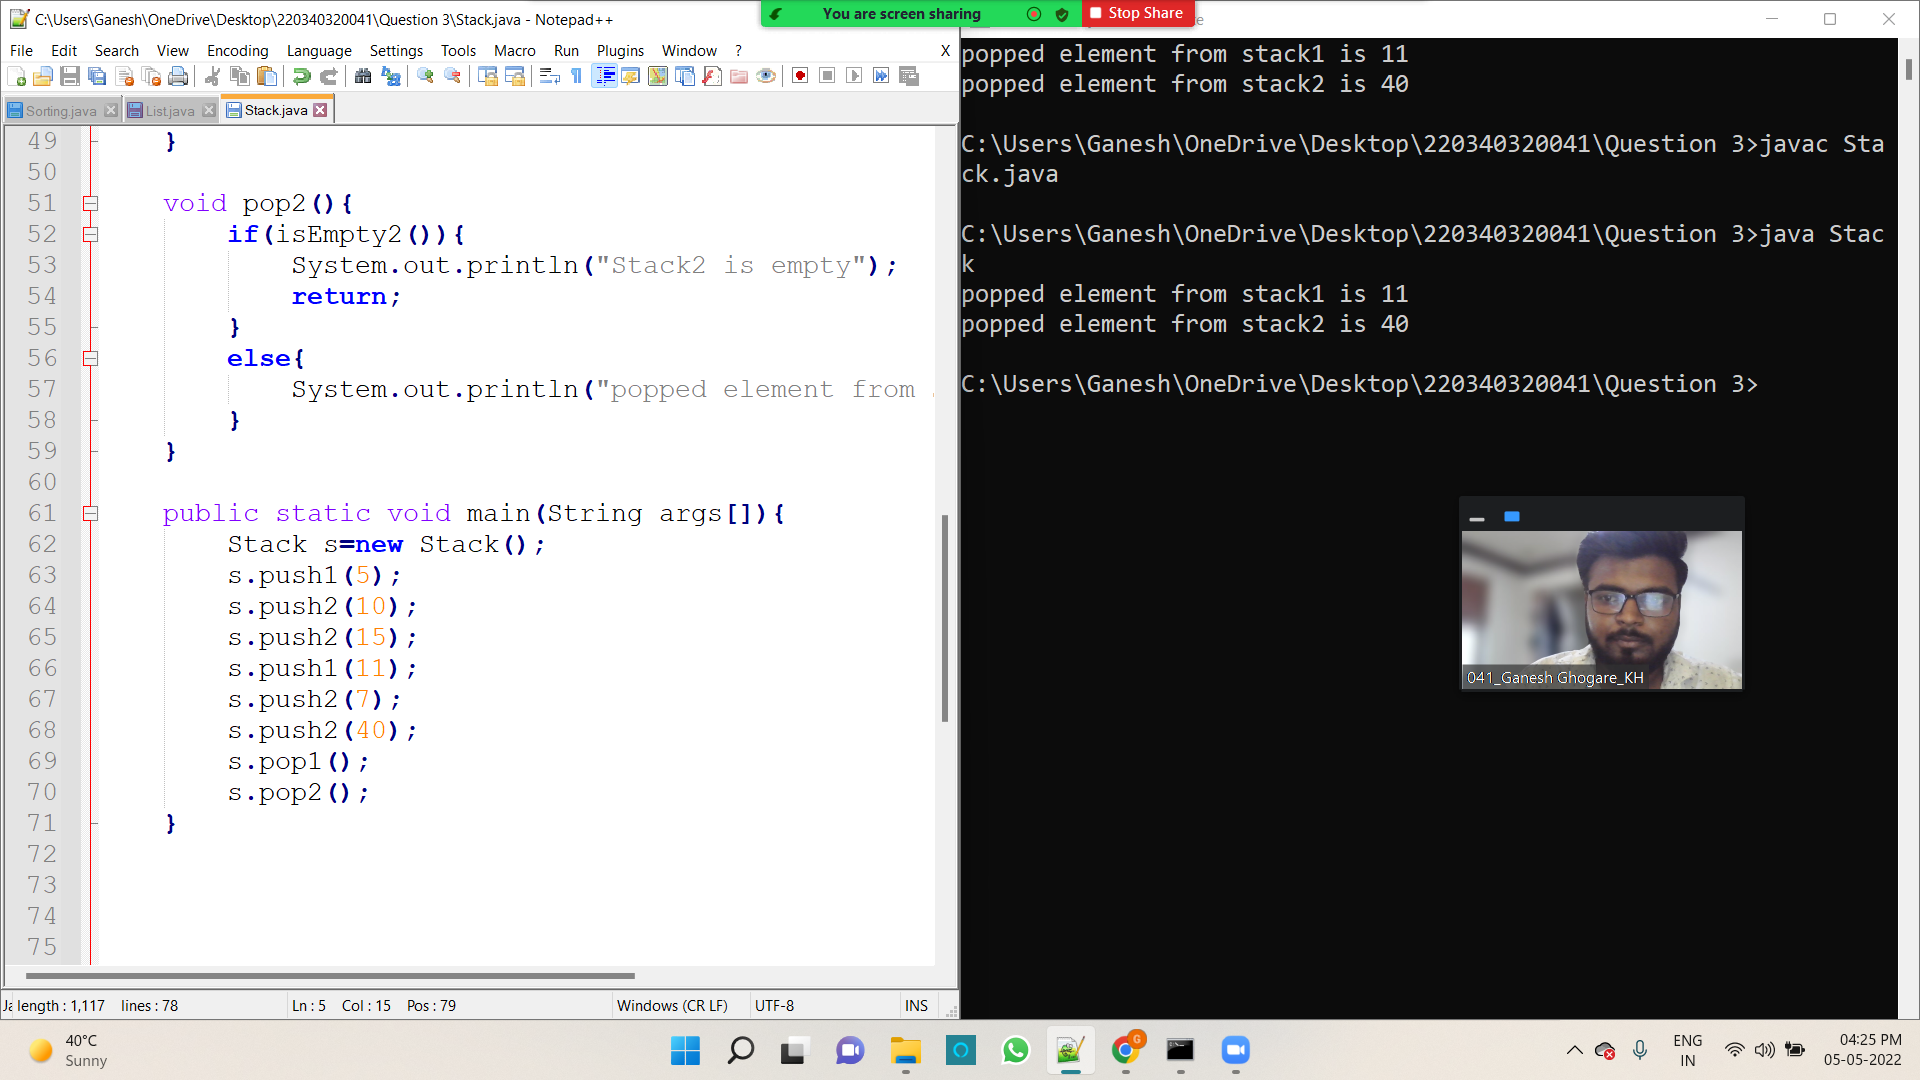 C:\Users\Ganesh\OneDrive\Desktop\220340320041\Question 3\Stack.java - Notepad++
You are screen sharing
Stop Share
File Edit Search View Encoding Language Settings Tools Macro Run Plugins Window ? X
Sorting.java List.java Stack.java
49 }
50
51 void pop2(){
52 if(isEmpty2()){
53 System.out.println("Stack2 is empty");
54 return;
55 }
56 else{
57 System.out.println("popped element from
58 }
59 }
60
61 public static void main(String args[]){
62 Stack s=new Stack();
63 s.push1(5);
64 s.push2(10);
65 s.push2(15);
66 s.push1(11);
67 s.push2(7);
68 s.push2(40);
69 s.pop1();
70 s.pop2();
71 }
72
73
74
75
length : 1,117 lines : 78 Ln : 5 Col : 15 Pos : 79 Windows (CR LF) UTF-8 INS
popped element from stack1 is 11
popped element from stack2 is 40
C:\Users\Ganesh\OneDrive\Desktop\220340320041\Question 3>javac Sta
ck.java
C:\Users\Ganesh\OneDrive\Desktop\220340320041\Question 3>java Stac
k
popped element from stack1 is 11
popped element from stack2 is 40
C:\Users\Ganesh\OneDrive\Desktop\220340320041\Question 3>
041_Ganesh Ghogare_KH
40°C
Sunny
G
ENG
IN
04:25 PM
05-05-2022